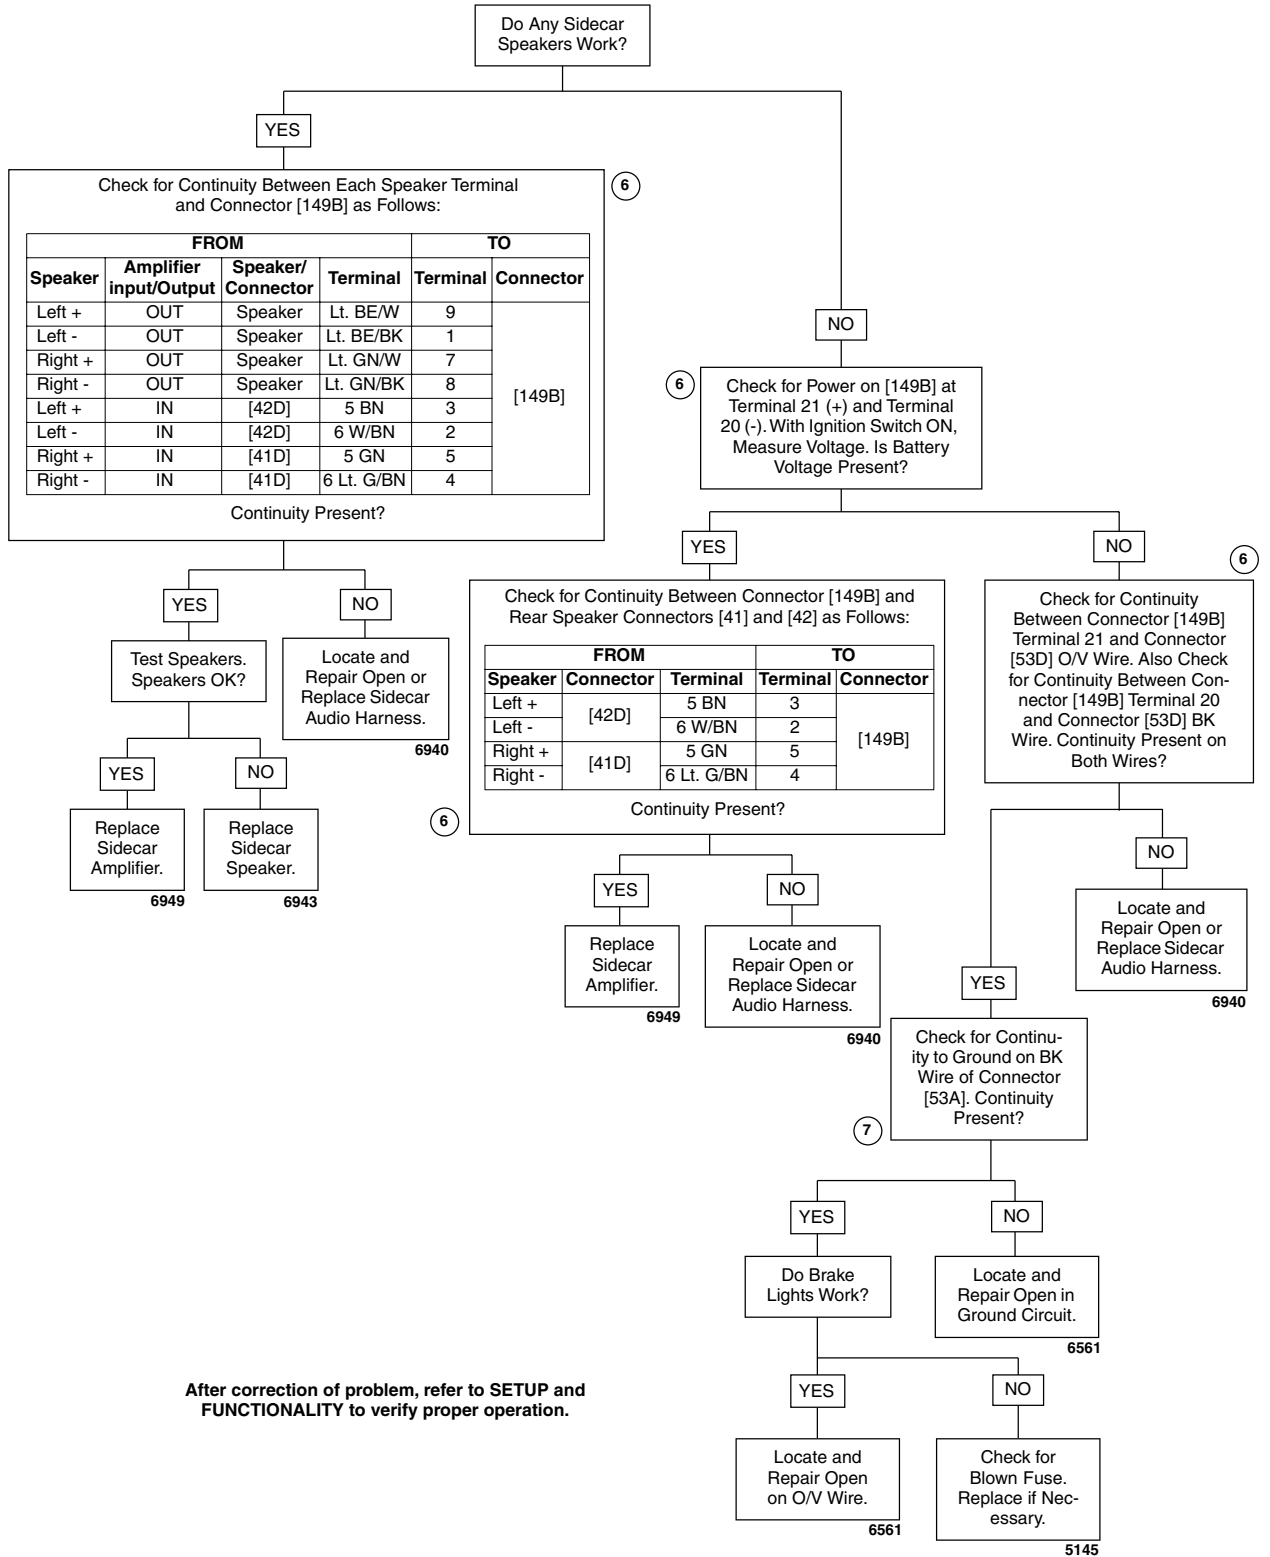 Do Any Sidecar
Speakers Work?
YES
Check for Continuity Between Each Speaker Terminal
and Connector [149B] as Follows:
6
FROM TO
Speaker Amplifier input/Output Speaker/ Connector Terminal Terminal Connector
Left + OUT Speaker Lt. BE/W 9
Left - OUT Speaker Lt. BE/BK 1
Right + OUT Speaker Lt. GN/W 7
Right - OUT Speaker Lt. GN/BK 8
[149B]
Left + IN [42D] 5 BN 3
Left - IN [42D] 6 W/BN 2
Right + IN [41D] 5 GN 5
Right - IN [41D] 6 Lt. G/BN 4
Continuity Present?
NO
6
Check for Power on [149B] at
Terminal 21 (+) and Terminal
20 (-). With Ignition Switch ON,
Measure Voltage. Is Battery
Voltage Present?
YES
NO
Test Speakers.
Speakers OK?
Locate and
Repair Open or
Replace Sidecar
Audio Harness.
6940
YES
NO
Replace
Sidecar
Amplifier.
6949
Replace
Sidecar
Speaker.
6943
YES
NO
6
Check for Continuity Between Connector [149B] and
Rear Speaker Connectors [41] and [42] as Follows:
FROM TO
Speaker Connector Terminal Terminal Connector
Left + [42D] 5 BN 3
Left - 6 W/BN 2
[149B]
Right + [41D] 5 GN 5
Right - 6 Lt. G/BN 4
Continuity Present?
6
YES
NO
Replace
Sidecar
Amplifier.
6949
Locate and
Repair Open or
Replace Sidecar
Audio Harness.
6940
Check for Continuity
Between Connector [149B]
Terminal 21 and Connector
[53D] O/V Wire. Also Check
for Continuity Between Con-
nector [149B] Terminal 20
and Connector [53D] BK
Wire. Continuity Present on
Both Wires?
NO
Locate and
Repair Open or
Replace Sidecar
Audio Harness.
6940
YES
Check for Continu-
ity to Ground on BK
Wire of Connector
[53A]. Continuity
Present?
7
YES
NO
Do Brake
Lights Work?
Locate and
Repair Open in
Ground Circuit.
6561
YES
NO
Locate and
Repair Open
on O/V Wire.
6561
Check for
Blown Fuse.
Replace if Nec-
essary.
5145
After correction of problem, refer to SETUP and
FUNCTIONALITY to verify proper operation.